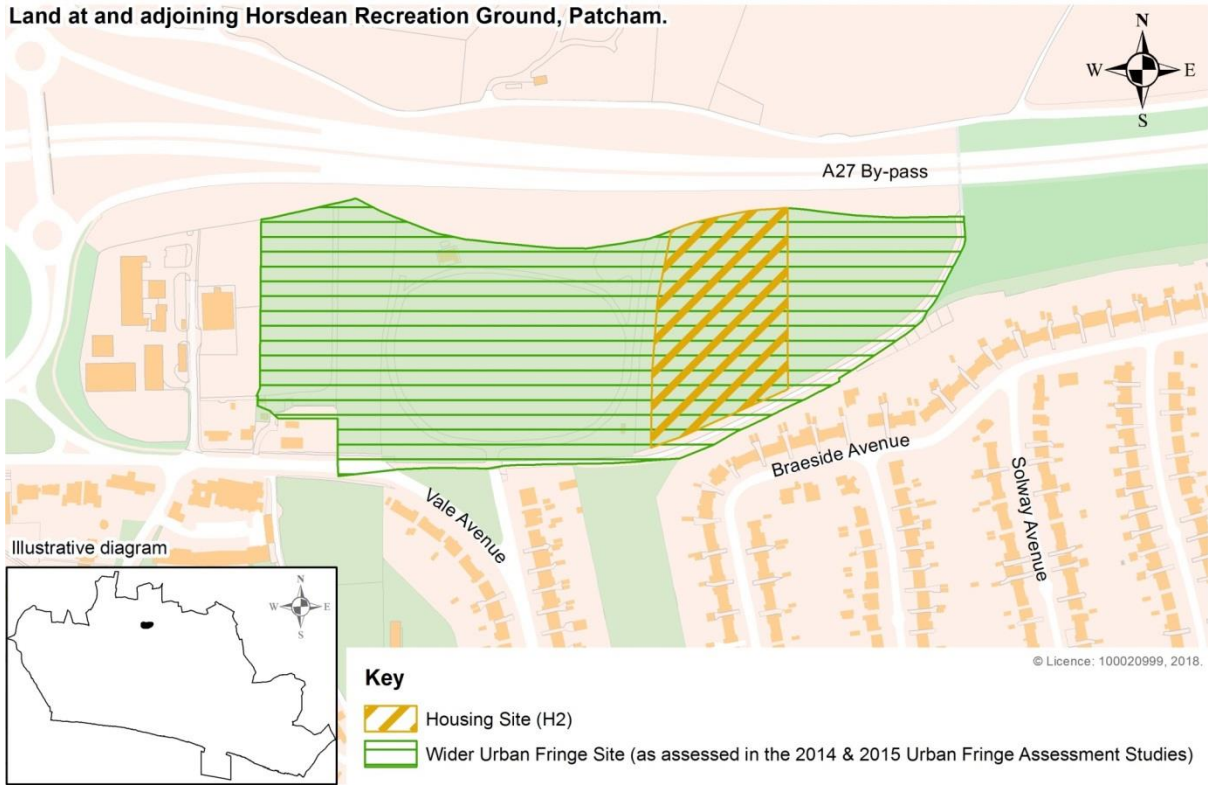 Land at and adjoining Horsdean Recreation Ground, Patcham.
N
W
E
S
A27 By-pass
Braeside Avenue
Solway Avenue
Vale Avenue
Illustrative diagram
N
W
E
S
© Licence: 100020999, 2018.
Key
Housing Site (H2)
Wider Urban Fringe Site (as assessed in the 2014 & 2015 Urban Fringe Assessment Studies)